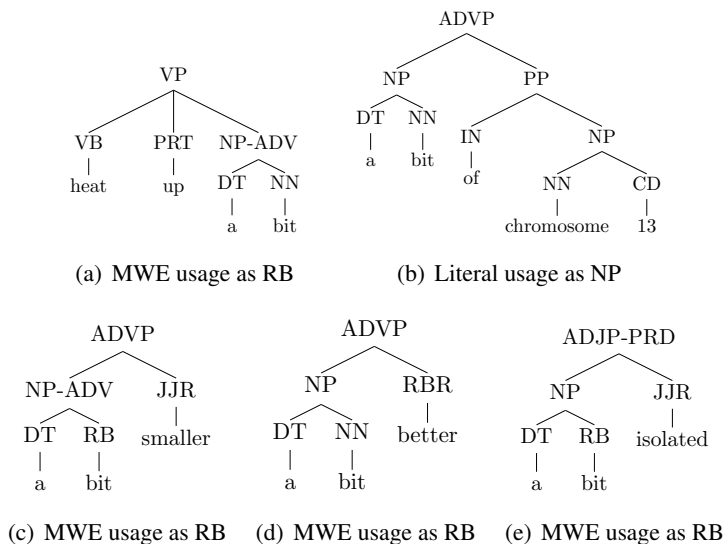 VP
VB PRT NP-ADV
heat up DT NN
a bit
(a) MWE usage as RB
ADVP
NP PP
DT NN IN NP
a bit of NN CD
chromosome 13
(b) Literal usage as NP
ADVP
NP-ADV JJR
DT RB smaller
a bit
(c) MWE usage as RB
ADVP
NP RBR
DT NN better
a bit
(d) MWE usage as RB
ADJP-PRD
NP JJR
DT RB isolated
a bit
(e) MWE usage as RB